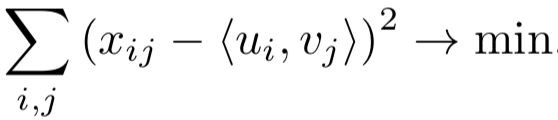 ∑_{i,j} (x_{ij} − ⟨u_i, v_j⟩)² → min.